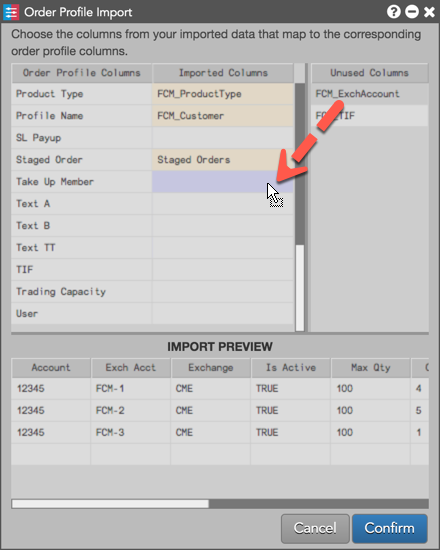 Order Profile Import
Choose the columns from your imported data that map to the corresponding
order profile columns.
Order Profile Columns Imported Columns Unused Columns
Product Type FCM_ProductType FCM_ExchAccount
Profile Name FCM_Customer TIF
SL Payup
Staged Order Staged Orders
Take Up Member
Text A
Text B
Text TT
TIF
Trading Capacity
User
IMPORT PREVIEW
Account Exch Acct Exchange Is Active Max Qty
12345 FCM-1 CME TRUE 100 4
12345 FCM-2 CME TRUE 100 5
12345 FCM-3 CME TRUE 100 1
Cancel Confirm